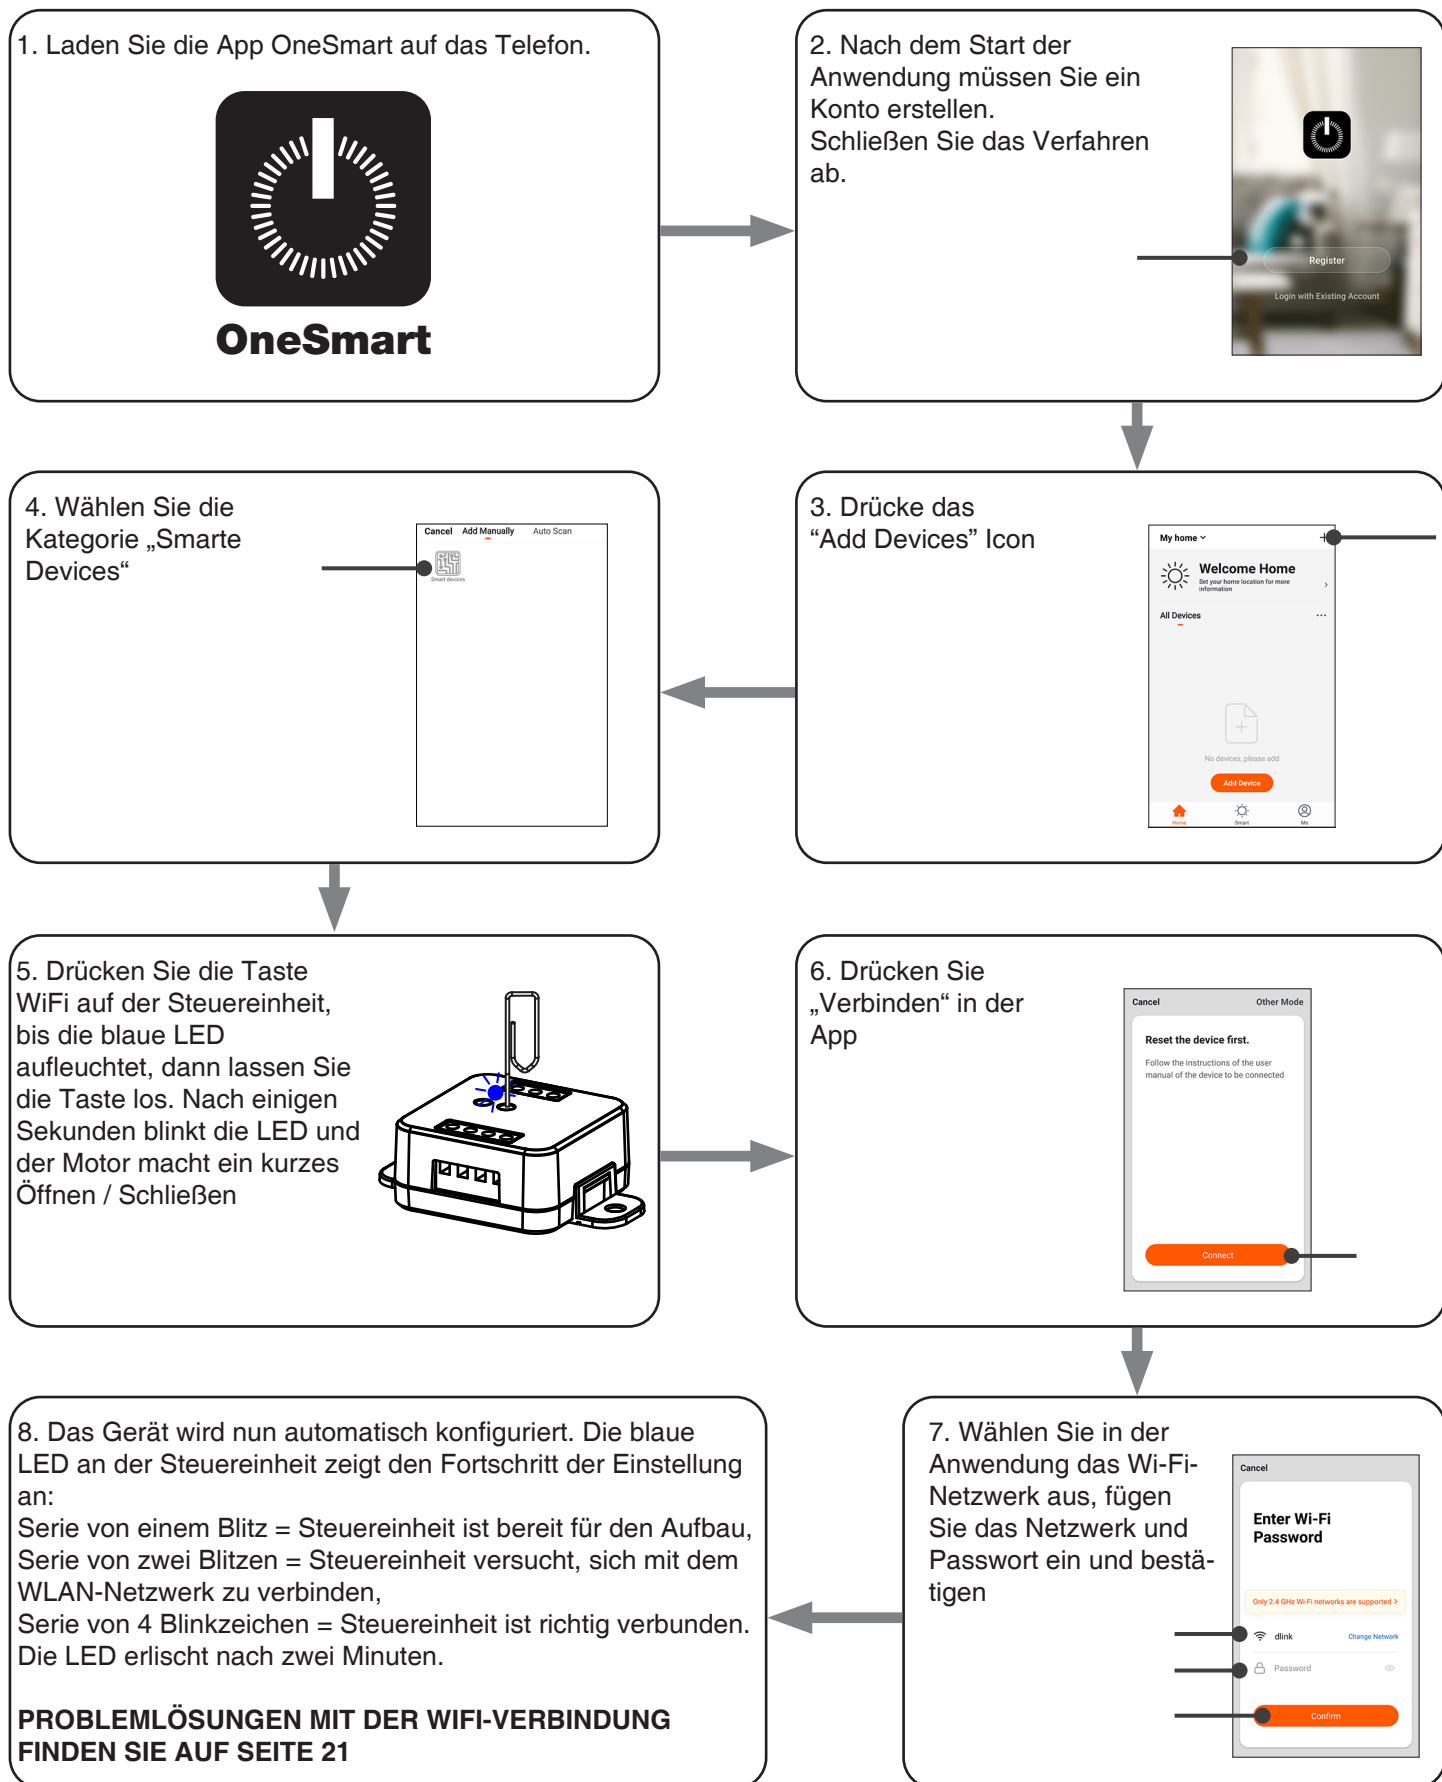 1. Laden Sie die App OneSmart auf das Telefon.
OneSmart
2. Nach dem Start der
Anwendung müssen Sie ein
Konto erstellen.
Schließen Sie das Verfahren
ab.
Register
Login with Existing Account
3. Drücke das
“Add Devices” Icon
My home
Welcome Home
Set your home location for more
information
All Devices
No devices, please add
Add Device
Home Smart Me
4. Wählen Sie die
Kategorie „Smarte
Devices“
Cancel Add Manually Auto Scan
Smart devices
5. Drücken Sie die Taste
WiFi auf der Steuereinheit,
bis die blaue LED
aufleuchtet, dann lassen Sie
die Taste los. Nach einigen
Sekunden blinkt die LED und
der Motor macht ein kurzes
Öffnen / Schließen
6. Drücken Sie
„Verbinden“ in der
App
Cancel Other Mode
Reset the device first.
Follow the instructions of the user
manual of the device to be connected
Connect
7. Wählen Sie in der
Anwendung das Wi-Fi-
Netzwerk aus, fügen
Sie das Netzwerk und
Passwort ein und bestä-
tigen
Cancel
Enter Wi-Fi
Password
Only 2.4 GHz Wi-Fi networks are supported >
dlink Change Network
Password
Confirm
8. Das Gerät wird nun automatisch konfiguriert. Die blaue
LED an der Steuereinheit zeigt den Fortschritt der Einstellung
an:
Serie von einem Blitz = Steuereinheit ist bereit für den Aufbau,
Serie von zwei Blitzen = Steuereinheit versucht, sich mit dem
WLAN-Netzwerk zu verbinden,
Serie von 4 Blinkzeichen = Steuereinheit ist richtig verbunden.
Die LED erlischt nach zwei Minuten.
PROBLEMLÖSUNGEN MIT DER WIFI-VERBINDUNG
FINDEN SIE AUF SEITE 21